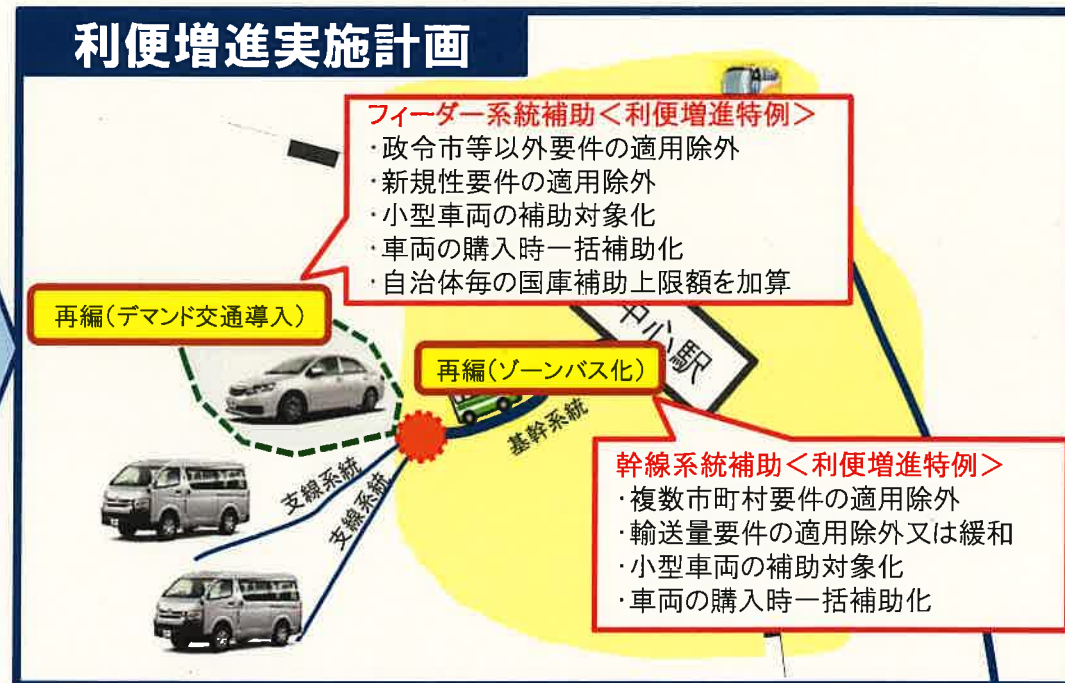 利便増進実施計画
フィーダー系統補助＜利便増進特例＞
・政令市等以外要件の適用除外
・新規性要件の適用除外
・小型車両の補助対象化
・車両の購入時一括補助化
・自治体毎の国庫補助上限額を加算
再編(デマンド交通導入)
中心駅
再編(ゾーンバス化)
基幹系統
支線系統
支線系統
幹線系統補助＜利便増進特例＞
・複数市町村要件の適用除外
・輸送量要件の適用除外又は緩和
・小型車両の補助対象化
・車両の購入時一括補助化